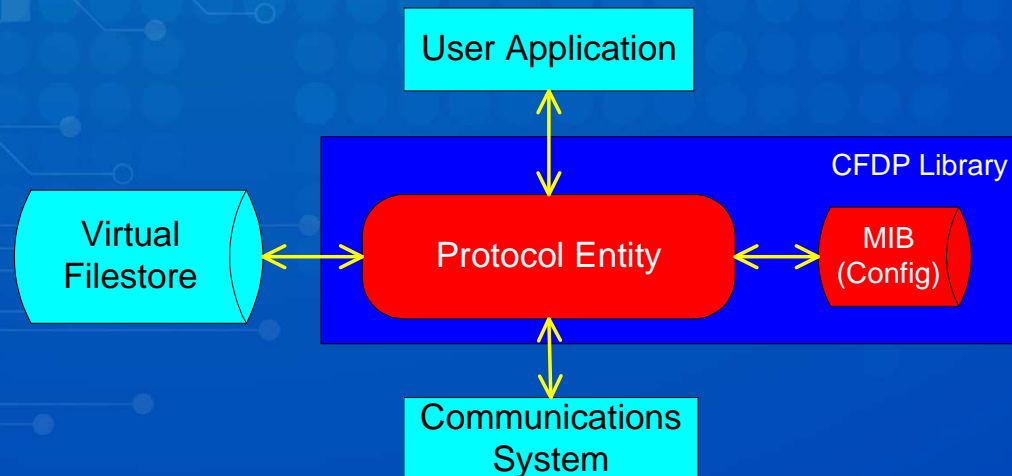 User Application
CFDP Library
Virtual
Filestore
Protocol Entity
MIB
(Config)
Communications
System